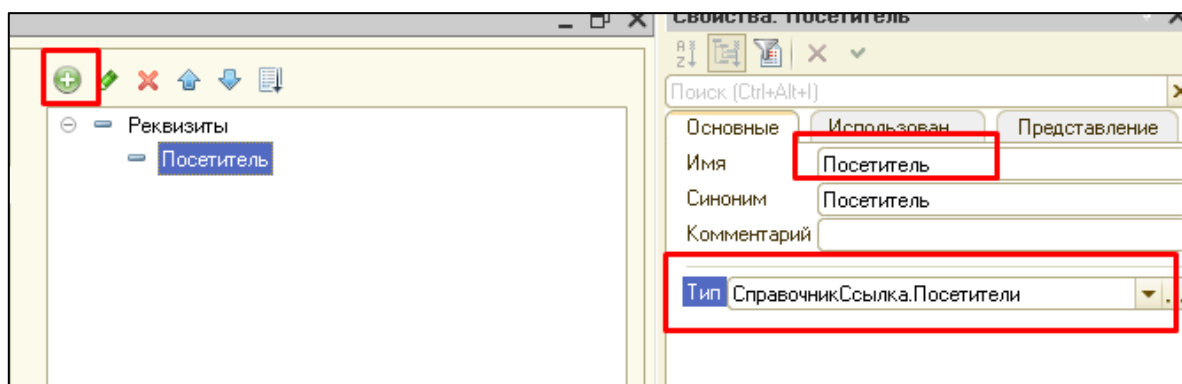 Свойства: Посетитель
Поиск (Ctrl+Alt+I)
Реквизиты
Посетитель
Основные Использован... Представление
Имя Посетитель
Синоним Посетитель
Комментарий
Тип СправочникСсылка.Посетители ...